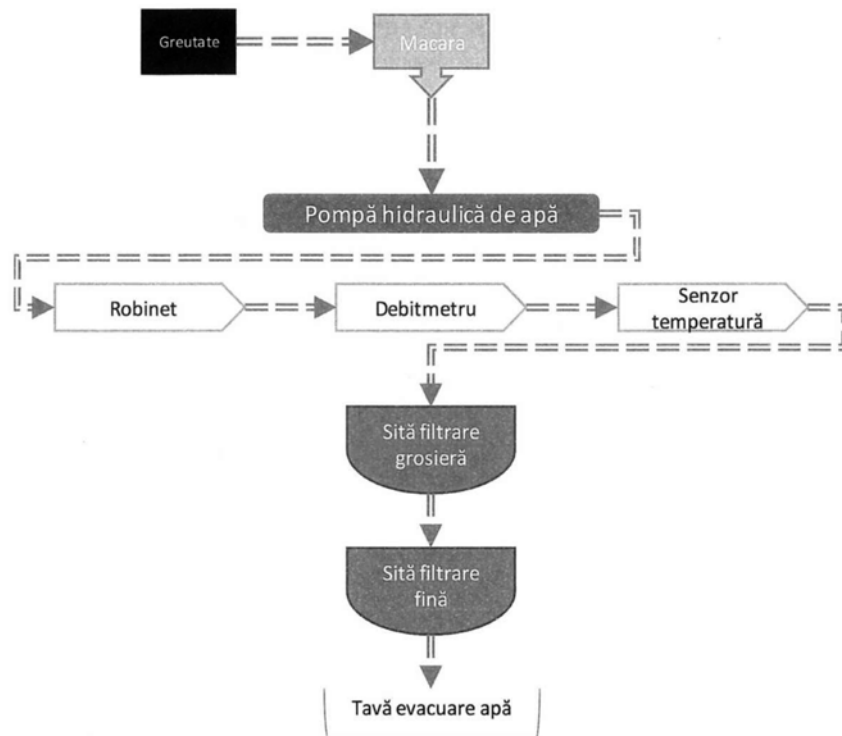 Greutate
Macara
Pompă hidraulică de apă
Robinet
Debitmetru
Senzor
temperatură
Sită filtrare
grosieră
Sită filtrare
fină
Tavă evacuare apă